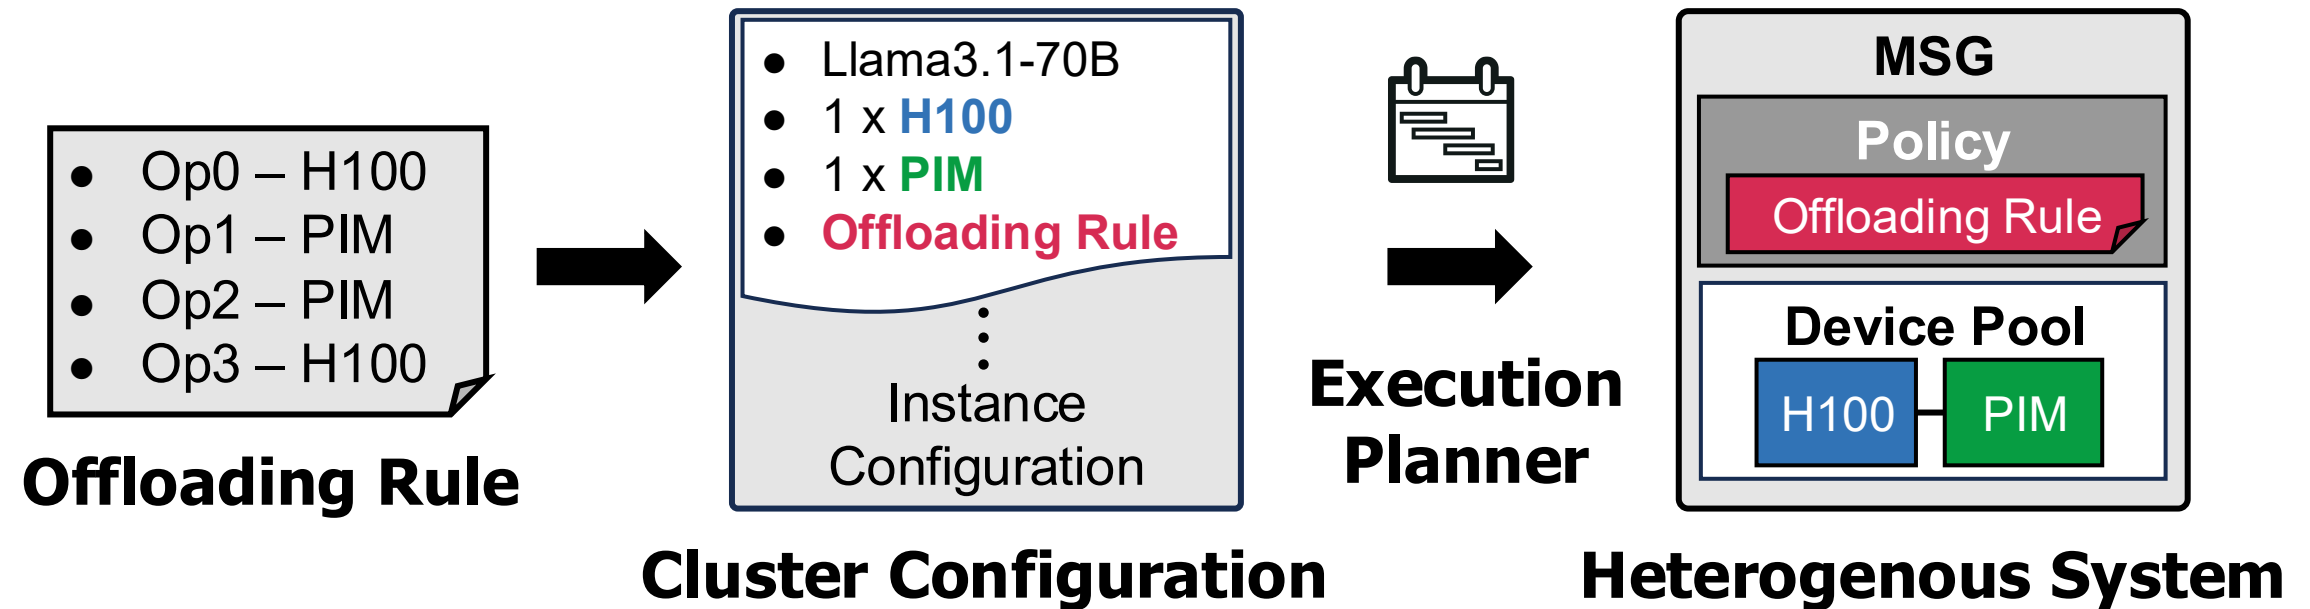 ● Op0 – H100
● Op1 – PIM
● Op2 – PIM
● Op3 – H100
Offloading Rule
● Llama3.1-70B
● 1 x H100
● 1 x PIM
● Offloading Rule
Instance
Configuration
Cluster Configuration
Execution
Planner
MSG
Policy
Offloading Rule
Device Pool
H100
PIM
Heterogenous System